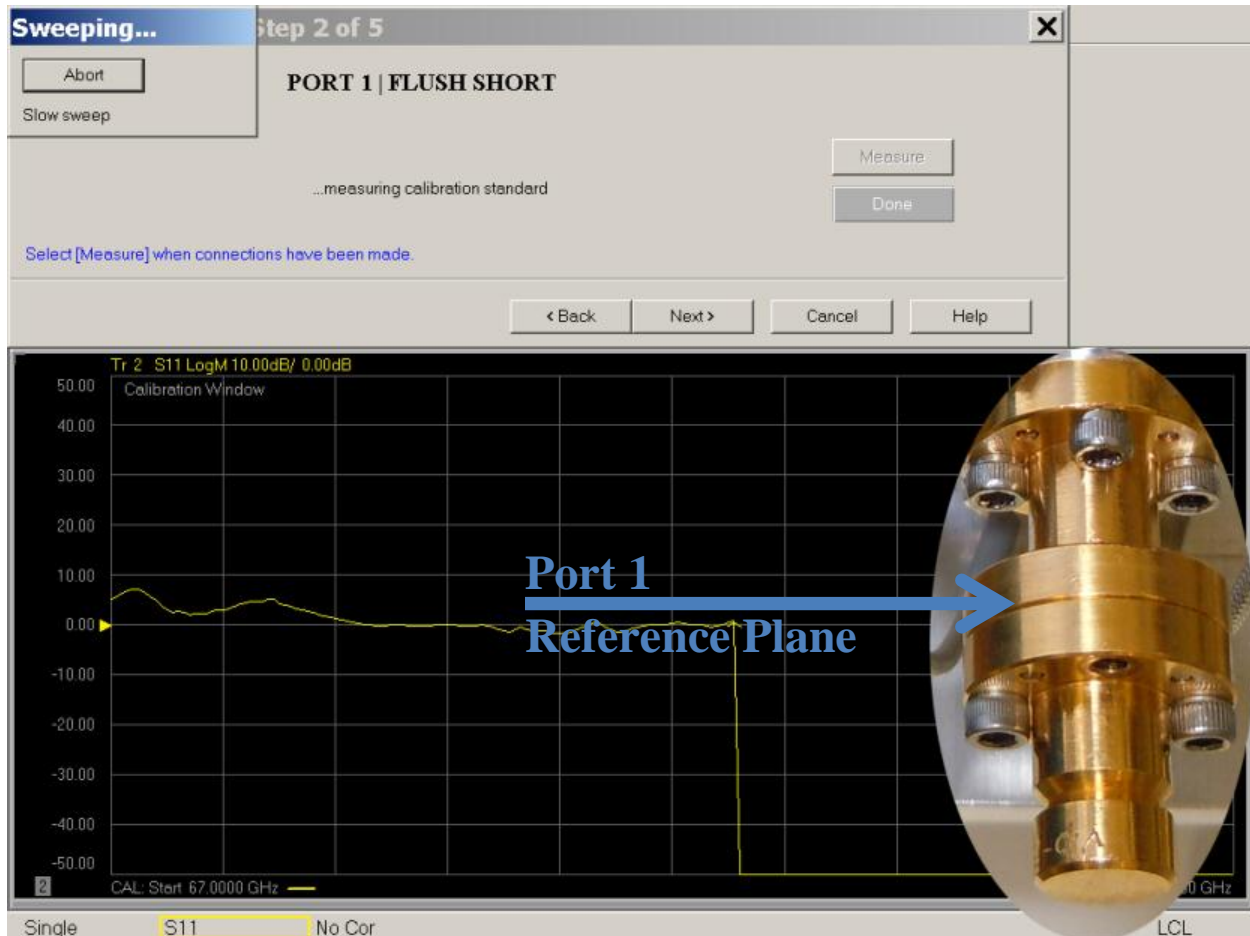 Sweeping...
Step 2 of 5
Abort
Slow sweep
PORT 1 | FLUSH SHORT
Measure
...measuring calibration standard
Done
Select [Measure] when connections have been made.
< Back
Next >
Cancel
Help
Tr 2 S11 LogM 10.00dB/ 0.00dB
Calibration Window
50.00
40.00
30.00
20.00
10.00
0.00
-10.00
-20.00
-30.00
-40.00
-50.00
Port 1
Reference Plane
2
CAL: Start 67.0000 GHz
0 GHz
Single
S11
No Cor
LCL